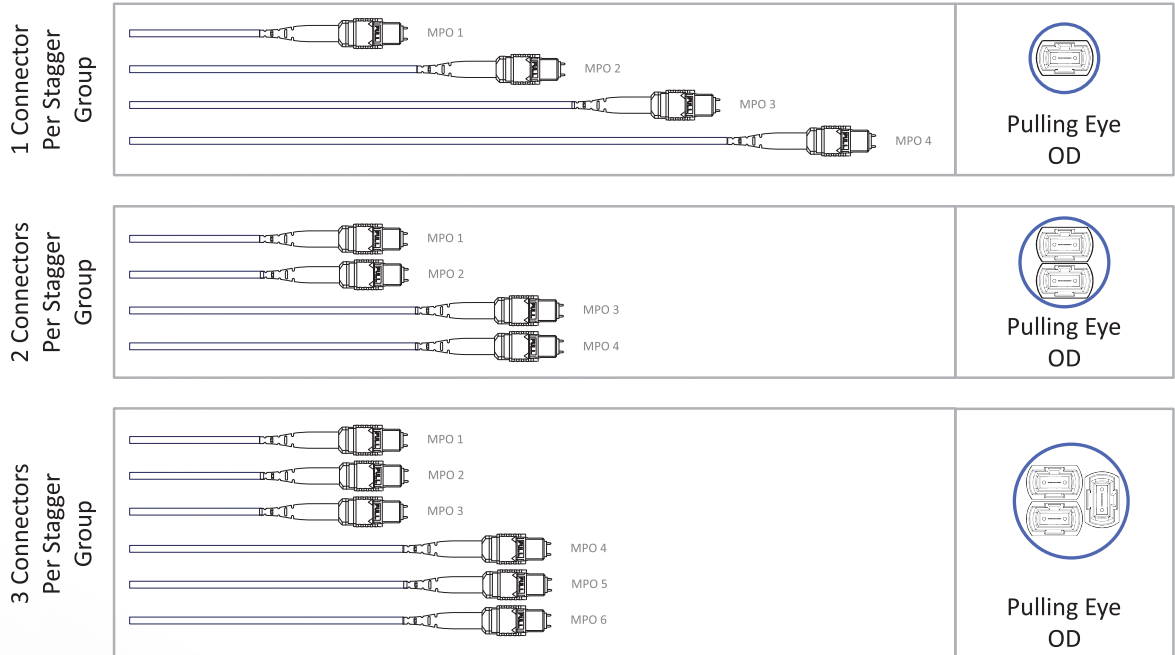 1 Connector
Per Stagger
Group
MPO 1
MPO 2
MPO 3
MPO 4
Pulling Eye
OD
2 Connectors
Per Stagger
Group
MPO 1
MPO 2
MPO 3
MPO 4
Pulling Eye
OD
3 Connectors
Per Stagger
Group
MPO 1
MPO 2
MPO 3
MPO 4
MPO 5
MPO 6
Pulling Eye
OD